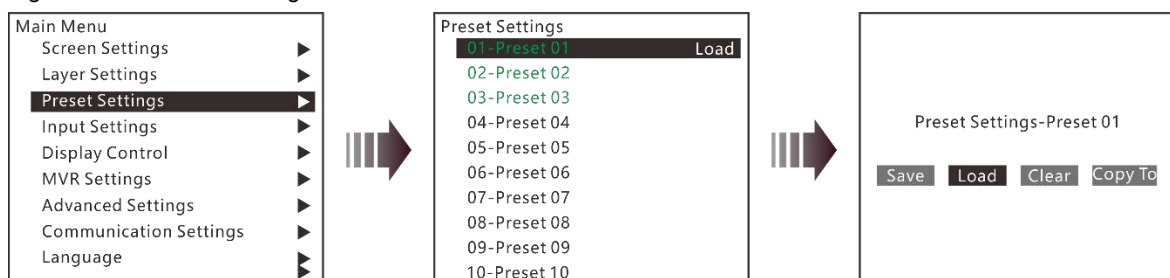 Main Menu
Screen Settings
Layer Settings
Preset Settings
Input Settings
Display Control
MVR Settings
Advanced Settings
Communication Settings
Language
Preset Settings
01-Preset 01 Load
02-Preset 02
03-Preset 03
04-Preset 04
05-Preset 05
06-Preset 06
07-Preset 07
08-Preset 08
09-Preset 09
10-Preset 10
Preset Settings-Preset 01
Save Load Clear Copy To